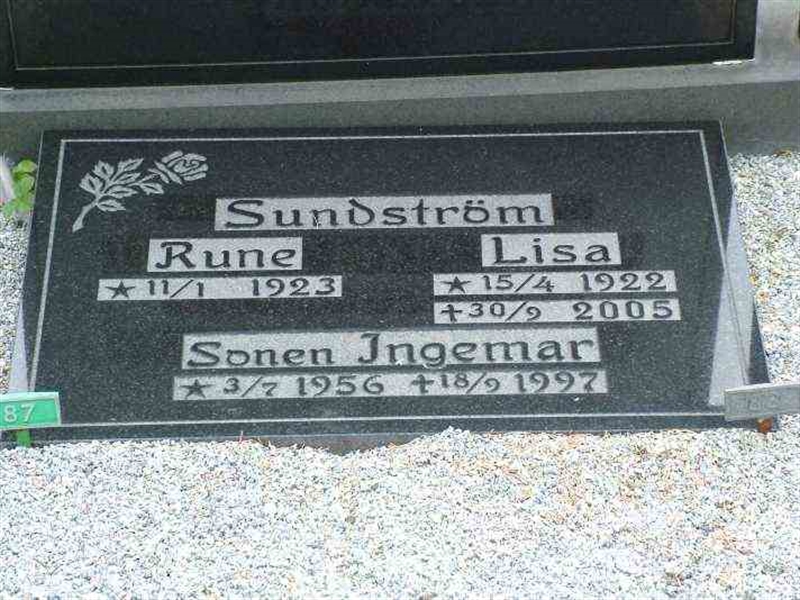 Sundström
Rune Lisa
★ 11/1 1923 ★ 15/4 1922
✝ 30/9 2005
Sonen Ingemar
★ 3/7 1956 ✝ 18/9 1997
87